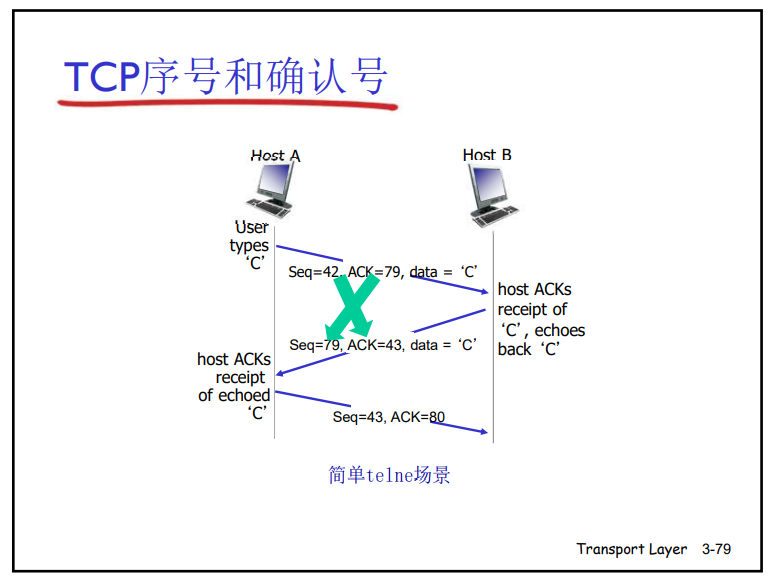 TCP序号和确认号
Host A
Host B
User
types
‘C’
Seq=42, ACK=79, data = ‘C’
host ACKs
receipt of
‘C’, echoes
back ‘C’
Seq=79, ACK=43, data = ‘C’
host ACKs
receipt
of echoed
‘C’
Seq=43, ACK=80
简单telne场景
Transport Layer 3-79